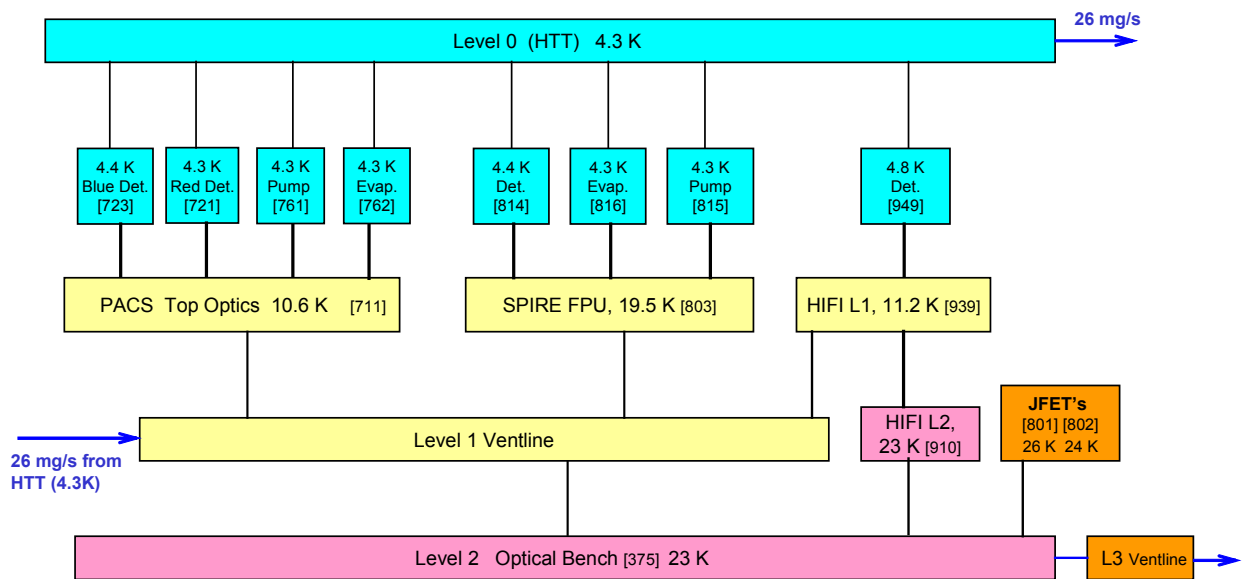 26 mg/s
Level 0 (HTT) 4.3 K
4.4 K
Blue Det.
[723]
4.3 K
Red Det.
[721]
4.3 K
Pump
[761]
4.3 K
Evap.
[762]
4.4 K
Det.
[814]
4.3 K
Evap.
[816]
4.3 K
Pump
[815]
4.8 K
Det.
[949]
PACS Top Optics 10.6 K [711]
SPIRE FPU, 19.5 K [803]
HIFI L1, 11.2 K [939]
Level 1 Ventline
26 mg/s from
HTT (4.3K)
HIFI L2,
23 K [910]
JFET's
[801] [802]
26 K 24 K
Level 2 Optical Bench [375] 23 K
L3 Ventline